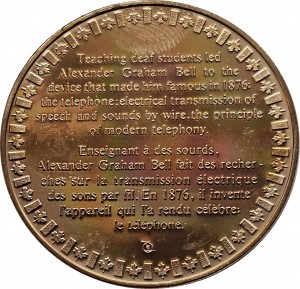 Teaching deaf students led
Alexander Graham Bell to the
device that made him famous in 1876:
the telephone: electrical transmission of
speech and sounds by wire, the principle
of modern telephony.
Enseignant à des sourds,
Alexander Graham Bell fait des recher-
ches sur la transmission électrique
des sons par fil. En 1876, il invente
l'appareil qui l'a rendu célèbre:
le téléphone.